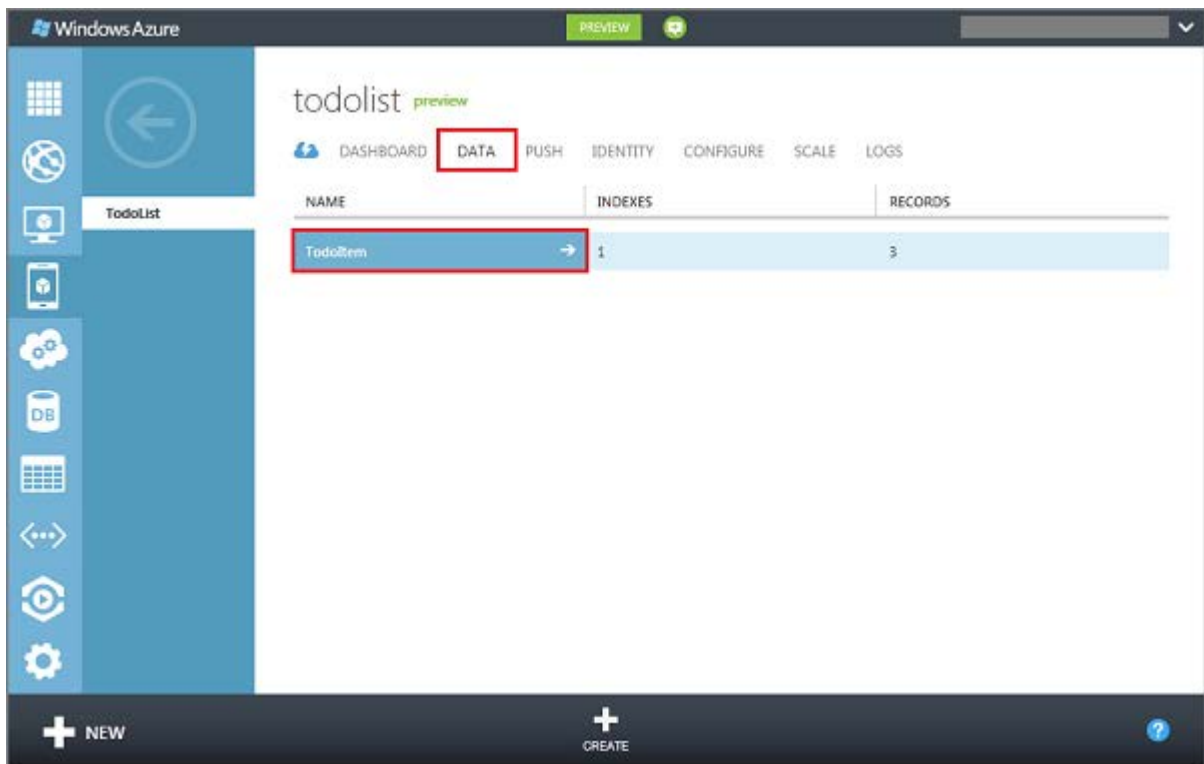 Windows Azure PREVIEW
todolist preview
DASHBOARD DATA PUSH IDENTITY CONFIGURE SCALE LOGS
TodoList
NAME INDEXES RECORDS
TodoItem 1 3
DB
NEW CREATE ?